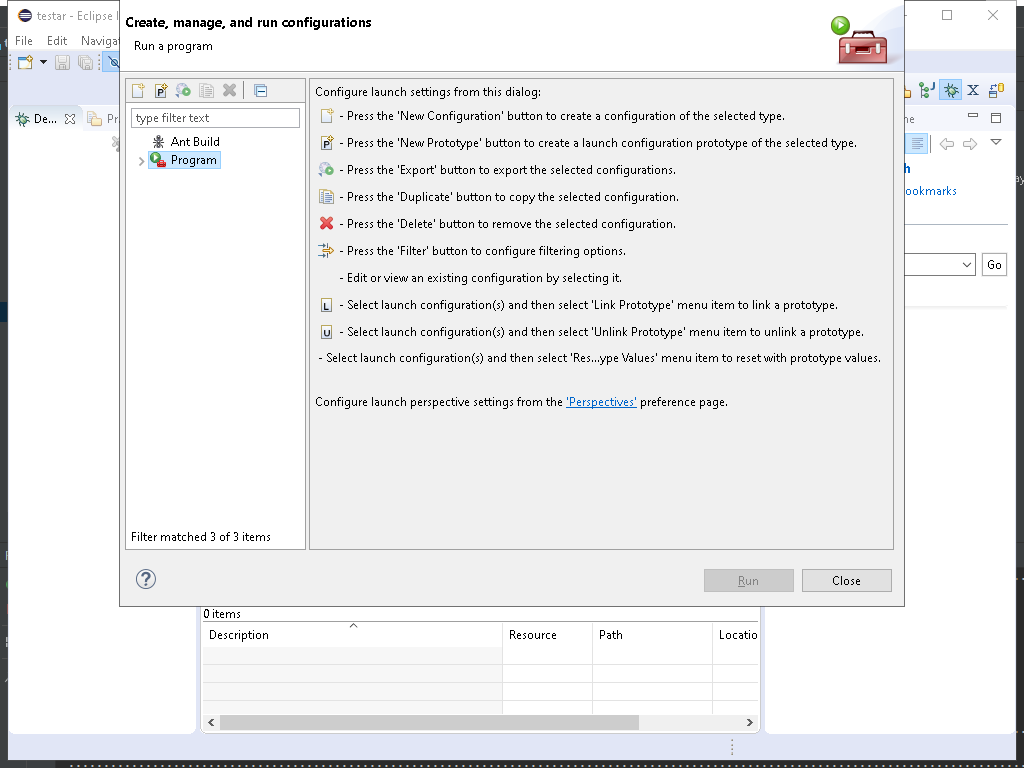 testar - Eclipse I
File Edit Navigat
Create, manage, and run configurations
Run a program
De...
Pr
type filter text
Ant Build
Program
Filter matched 3 of 3 items
Configure launch settings from this dialog:
- Press the 'New Configuration' button to create a configuration of the selected type.
- Press the 'New Prototype' button to create a launch configuration prototype of the selected type.
- Press the 'Export' button to export the selected configurations.
- Press the 'Duplicate' button to copy the selected configuration.
- Press the 'Delete' button to remove the selected configuration.
- Press the 'Filter' button to configure filtering options.
- Edit or view an existing configuration by selecting it.
L - Select launch configuration(s) and then select 'Link Prototype' menu item to link a prototype.
U - Select launch configuration(s) and then select 'Unlink Prototype' menu item to unlink a prototype.
- Select launch configuration(s) and then select 'Res...ype Values' menu item to reset with prototype values.
Configure launch perspective settings from the 'Perspectives' preference page.
Run Close
ne
h
ookmarks
Go
0 items
Description Resource Path Locatio